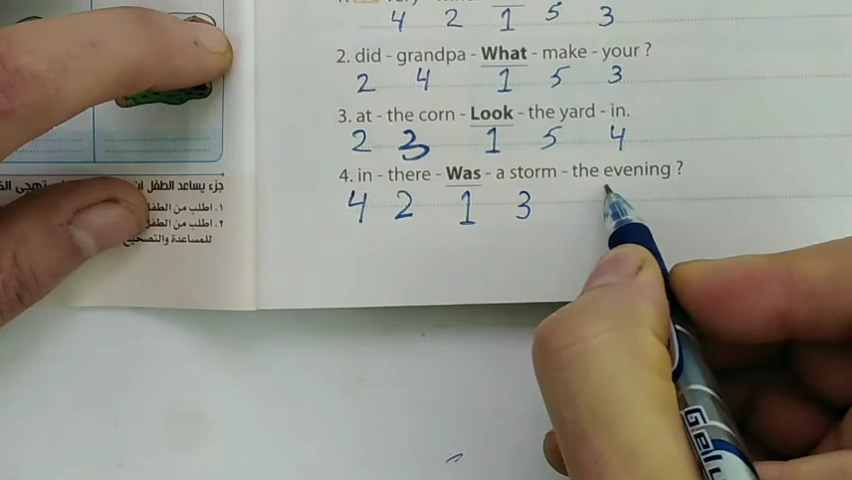 4 2 1 5 3
2. did - grandpa - What - make - your ?
2 4 1 5 3
3. at - the corn - Look - the yard - in.
2 3 1 5 4
4. in - there - Was - a storm - the evening ?
4 2 1 3
جزء يساعد الطفل
١. اطلب من الطفل
٢. اطلب من الطفل
للمساعدة والتصحيح
Gel